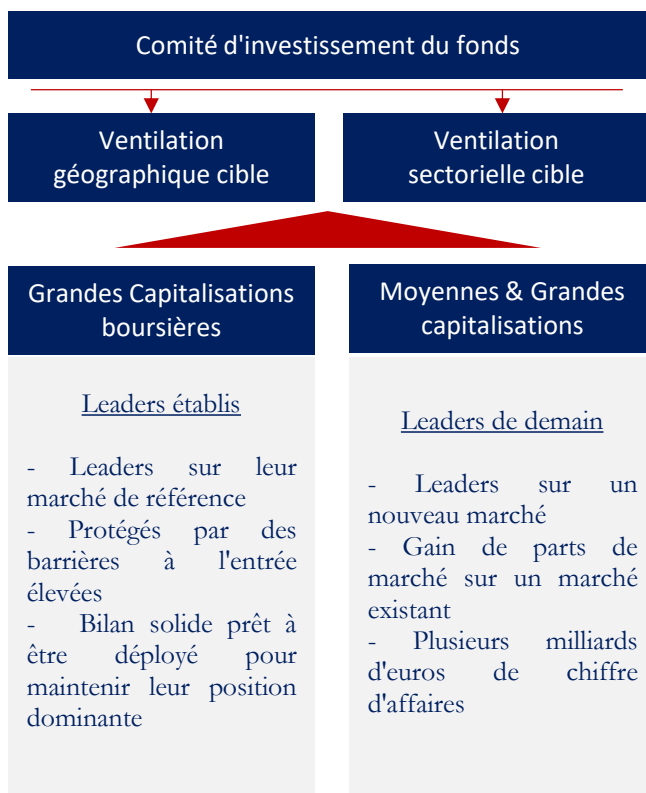 Comité d'investissement du fonds
Ventilation
géographique cible
Ventilation
sectorielle cible
Grandes Capitalisations
boursières
Leaders établis
- Leaders sur leur
marché de référence
- Protégés par des
barrières à l'entrée
élevées
- Bilan solide prêt à
être déployé pour
maintenir leur position
dominante
Moyennes & Grandes
capitalisations
Leaders de demain
- Leaders sur un
nouveau marché
- Gain de parts de
marché sur un marché
existant
- Plusieurs milliards
d'euros de chiffre
d'affaires